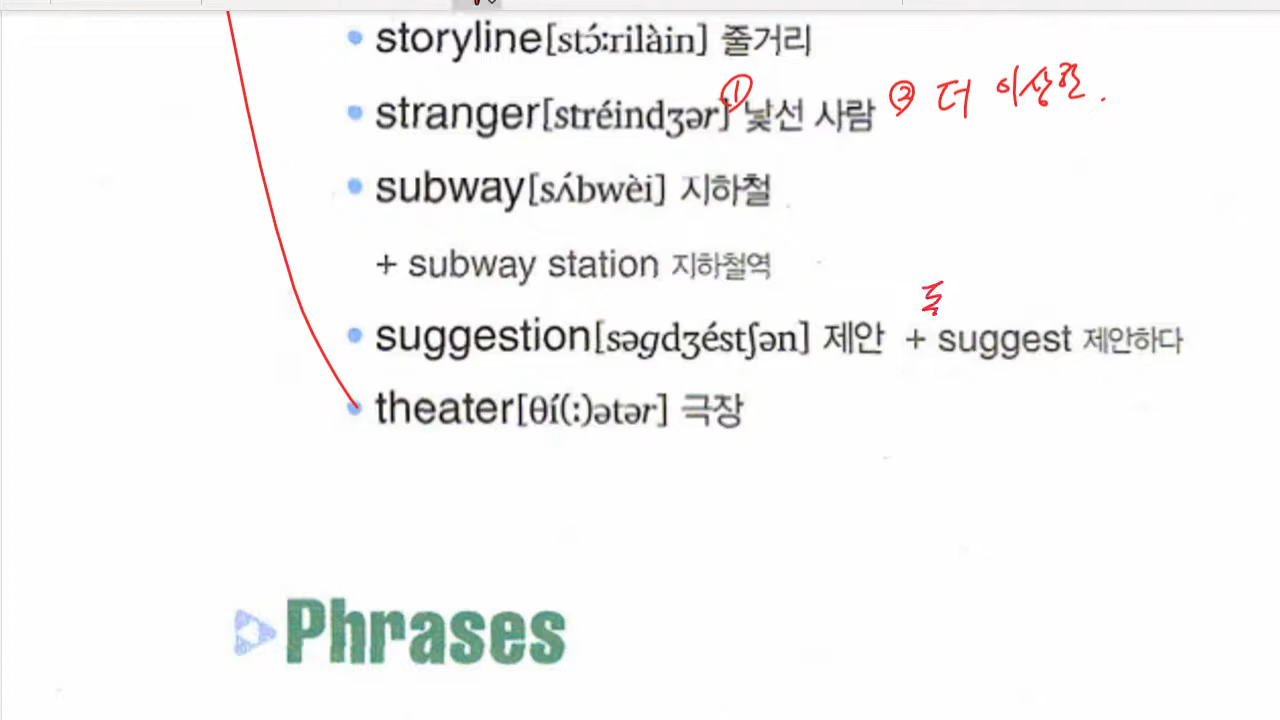 storyline[stɔ́ːrilàin] 줄거리
stranger[stréindʒər] ① 낯선 사람 ② 더 이상한.
subway[sʌ́bwèi] 지하철
+ subway station 지하철역
동
suggestion[səgdʒéstʃən] 제안 + suggest 제안하다
theater[θí(ː)ətər] 극장
Phrases